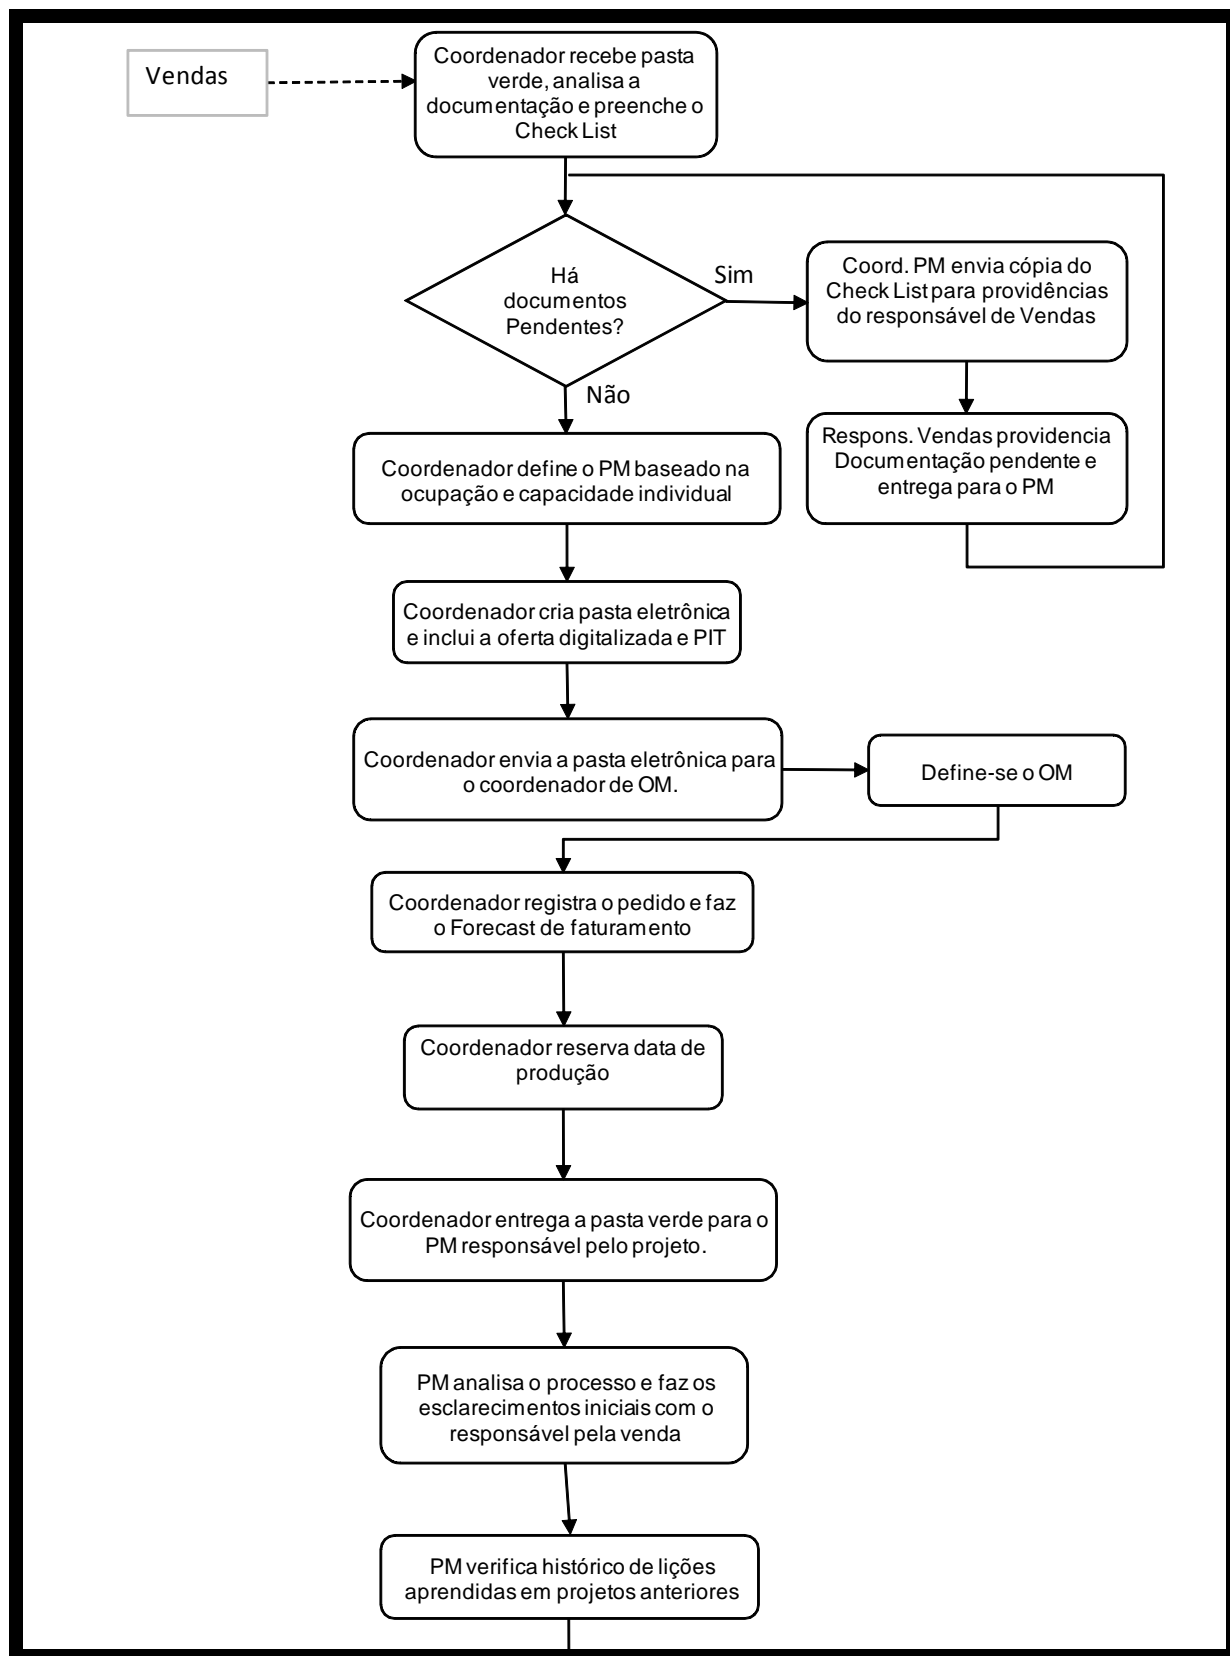 Vendas
Coordenador recebe pasta
verde, analisa a
documentação e preenche o
Check List
Há
documentos
Pendentes?
Sim
Coord. PM envia cópia do
Check List para providências
do responsável de Vendas
Não
Respons. Vendas providencia
Documentação pendente e
entrega para o PM
Coordenador define o PM baseado na
ocupação e capacidade individual
Coordenador cria pasta eletrônica
e inclui a oferta digitalizada e PIT
Coordenador envia a pasta eletrônica para
o coordenador de OM.
Define-se o OM
Coordenador registra o pedido e faz
o Forecast de faturamento
Coordenador reserva data de
produção
Coordenador entrega a pasta verde para o
PM responsável pelo projeto.
PM analisa o processo e faz os
esclarecimentos iniciais com o
responsável pela venda
PM verifica histórico de lições
aprendidas em projetos anteriores